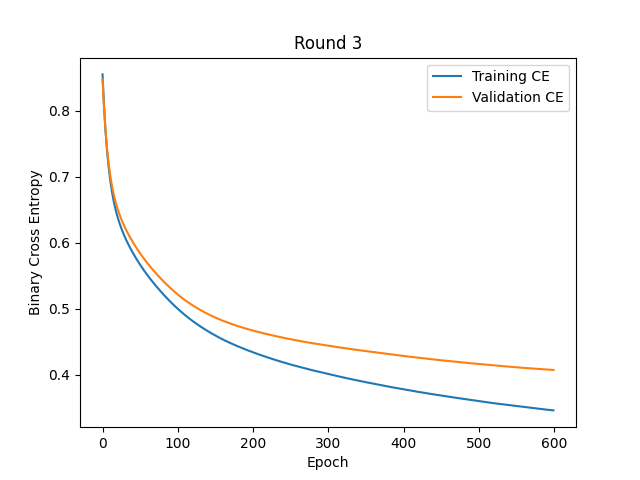 Round 3
Training CE
Validation CE
Binary Cross Entropy
0.8
0.7
0.6
0.5
0.4
0 100 200 300 400 500 600
Epoch